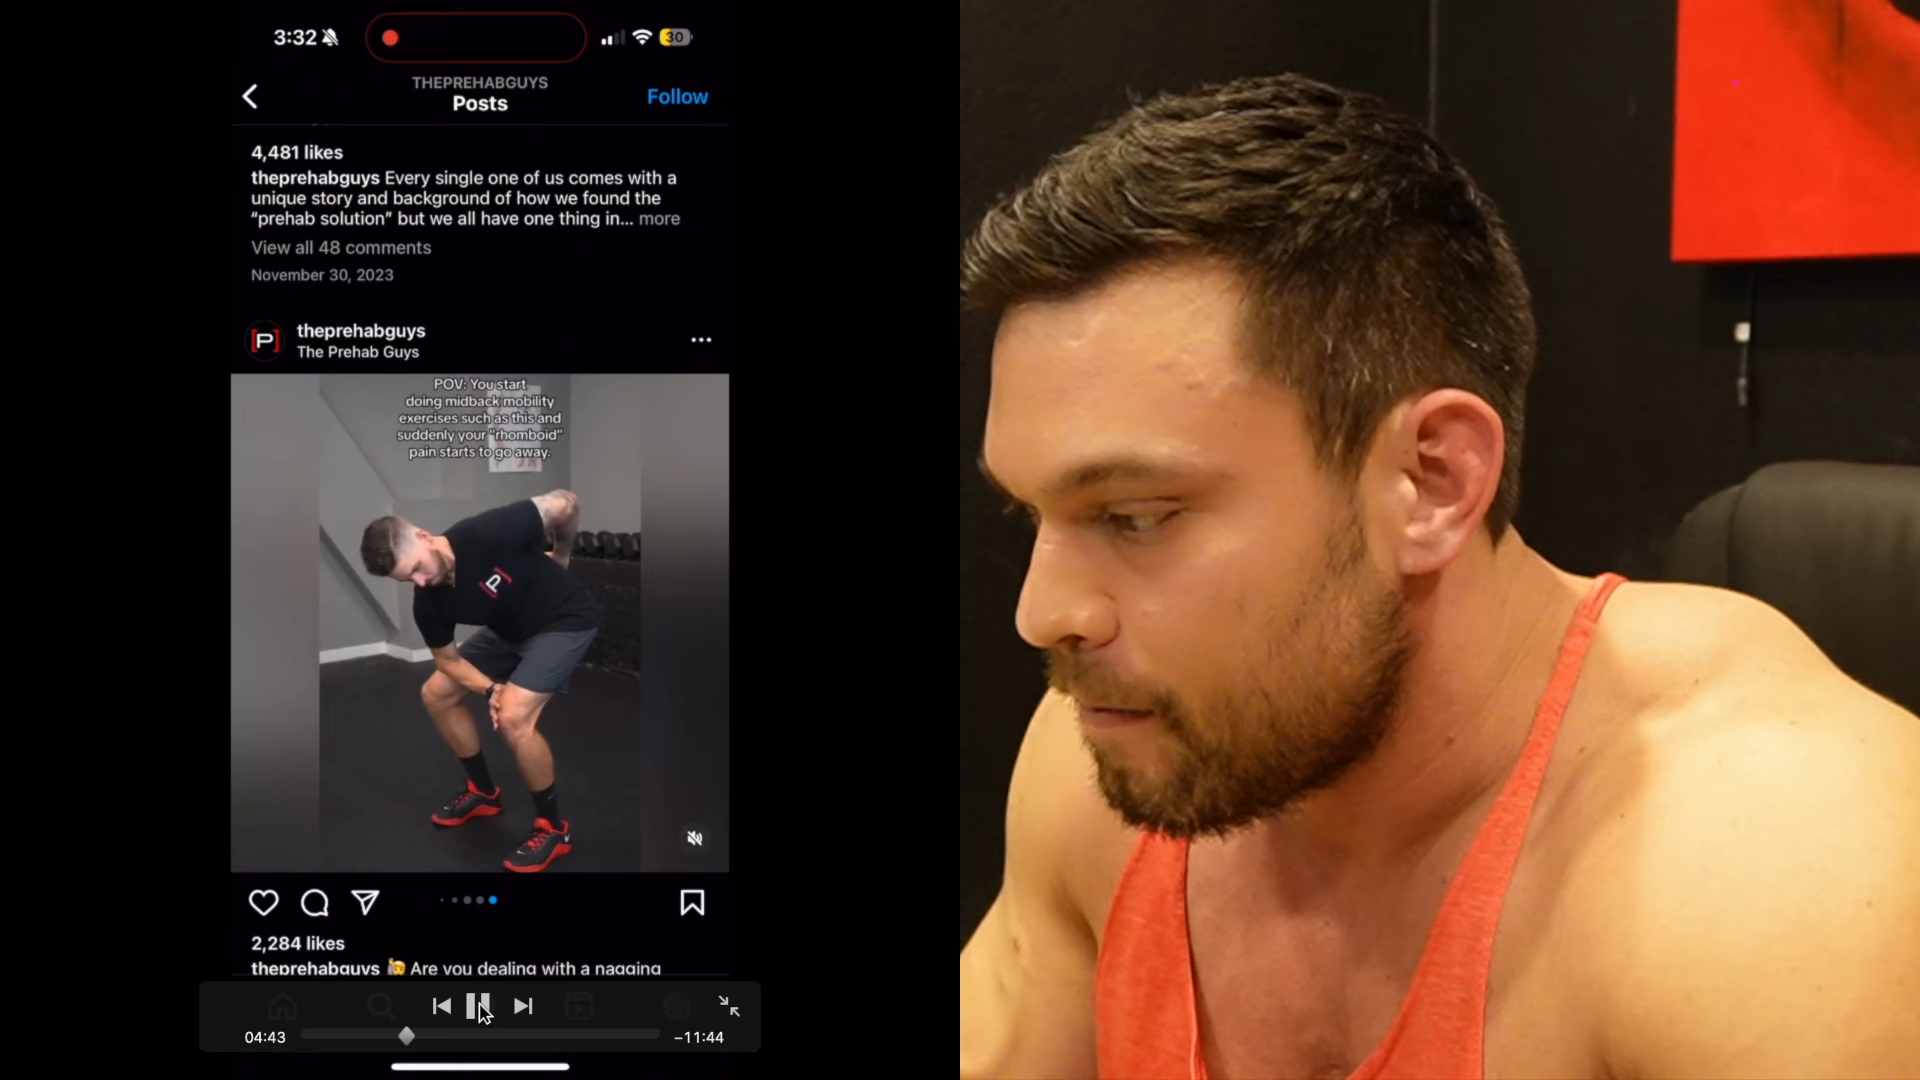 3:32
30
THEPREHABGUYS
Posts
Follow
4,481 likes
theprehabguys Every single one of us comes with a
unique story and background of how we found the
“prehab solution” but we all have one thing in... more
View all 48 comments
November 30, 2023
[P]
theprehabguys
The Prehab Guys
POV: You start
doing midback mobility
exercises such as this and
suddenly your "rhomboid"
pain starts to go away.
[P]
2,284 likes
theprehabguys 🙋 Are you dealing with a nagging
04:43
−11:44